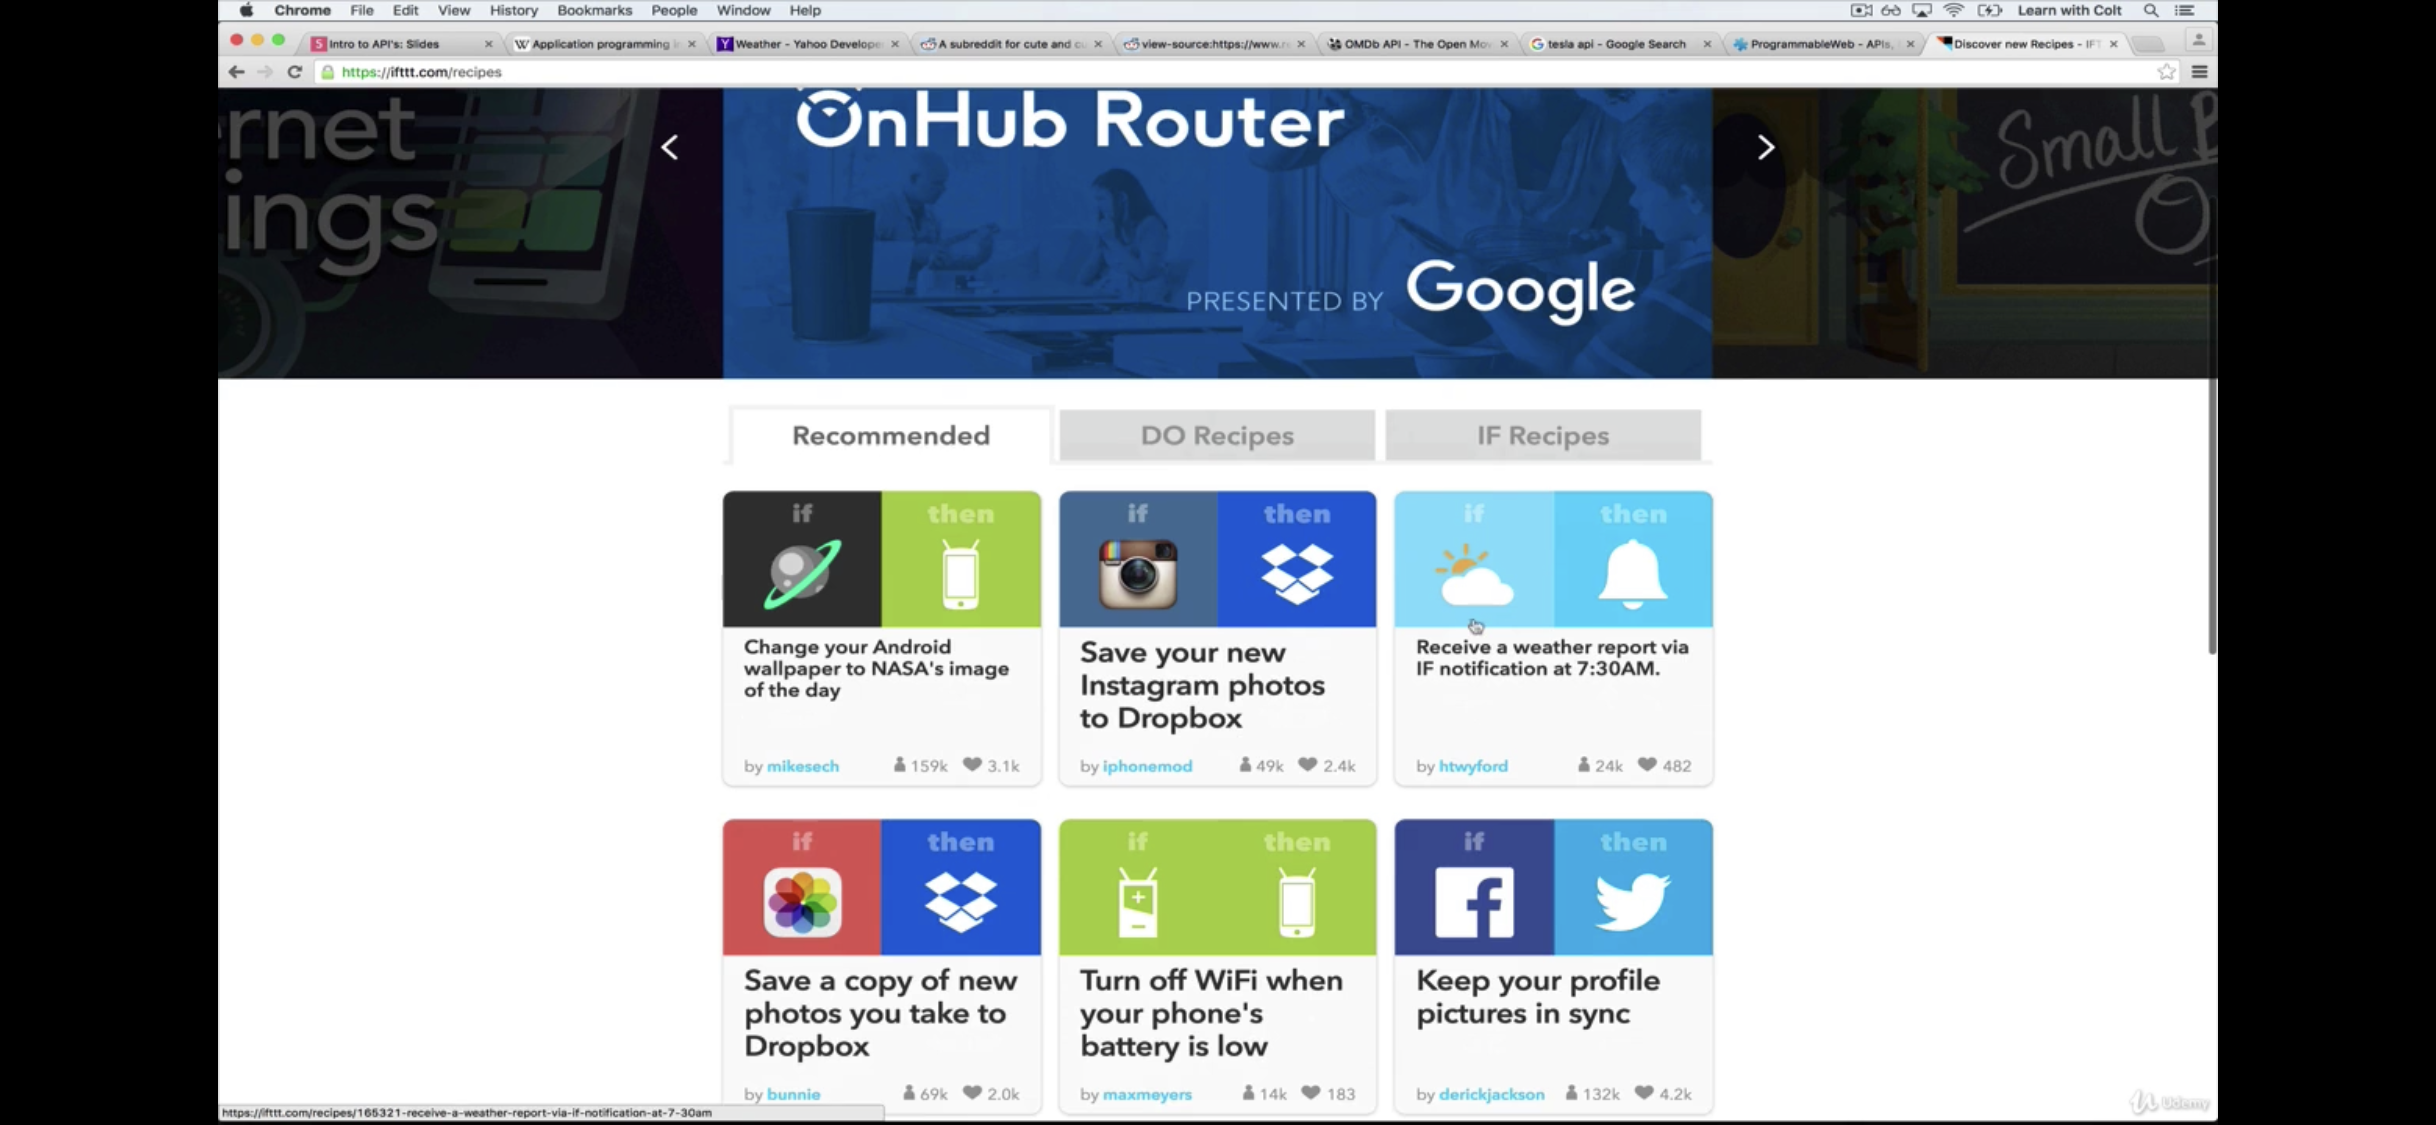 Chrome File Edit View History Bookmarks People Window Help Learn with Colt
Intro to API's: Slides Application programming Weather - Yahoo Develope A subreddit for cute and cu view-source:https://www.r OMDb API - The Open Mo tesla api - Google Search ProgrammableWeb - APIs, Discover new Recipes - IFT
https://ifttt.com/recipes
rnet
ings
OnHub Router
PRESENTED BY Google
Small B
O
Recommended DO Recipes IF Recipes
if then
Change your Android
wallpaper to NASA's image
of the day
by mikesech 159k 3.1k
if then
Save your new
Instagram photos
to Dropbox
by iphonemod 49k 2.4k
if then
Receive a weather report via
IF notification at 7:30AM.
by htwyford 24k 482
if then
Save a copy of new
photos you take to
Dropbox
by bunnie 69k 2.0k
if then
Turn off WiFi when
your phone's
battery is low
by maxmeyers 14k 183
if then
Keep your profile
pictures in sync
by derickjackson 132k 4.2k
https://ifttt.com/recipes/165321-receive-a-weather-report-via-if-notification-at-7-30am
Udemy